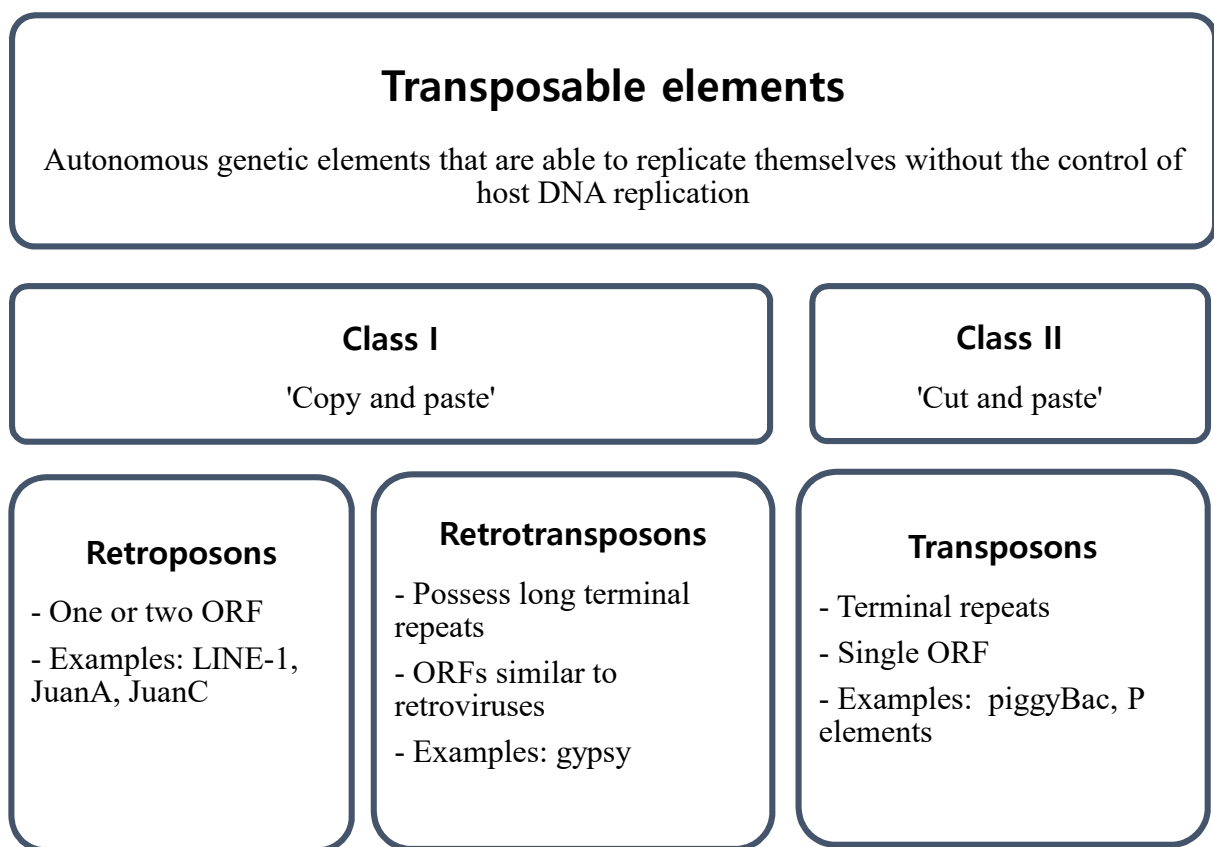 Transposable elements
Autonomous genetic elements that are able to replicate themselves without the control of
host DNA replication
Class I
'Copy and paste'
Class II
'Cut and paste'
Retroposons
- One or two ORF
- Examples: LINE-1,
JuanA, JuanC
Retrotransposons
- Possess long terminal
repeats
- ORFs similar to
retroviruses
- Examples: gypsy
Transposons
- Terminal repeats
- Single ORF
- Examples:  piggyBac, P
elements